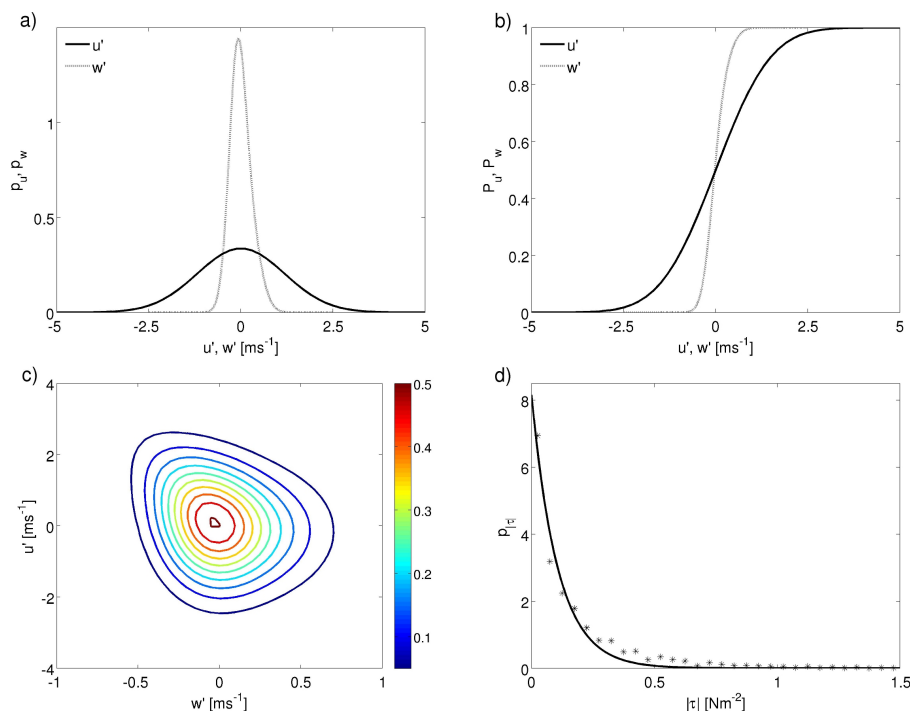 a)
u'
w'
1
0.5
0
-5
-2.5
0
2.5
5
p_u, p_w
u', w' [ms^-1]
b)
u'
w'
1
0.8
0.6
0.4
0.2
0
-5
-2.5
0
2.5
5
P_u, P_w
u', w' [ms^-1]
c)
4
2
0
-2
-4
-1
-0.5
0
0.5
1
u' [ms^-1]
w' [ms^-1]
0.5
0.4
0.3
0.2
0.1
d)
8
6
4
2
0
0
0.5
1
1.5
p_|τ|
|τ| [Nm^-2]